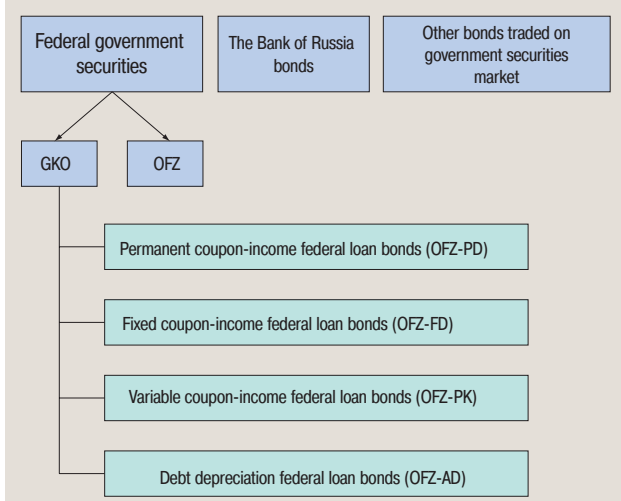 Federal government
securities
The Bank of Russia
bonds
Other bonds traded on
government securities
market
GKO
OFZ
Permanent coupon-income federal loan bonds (OFZ-PD)
Fixed coupon-income federal loan bonds (OFZ-FD)
Variable coupon-income federal loan bonds (OFZ-PK)
Debt depreciation federal loan bonds (OFZ-AD)